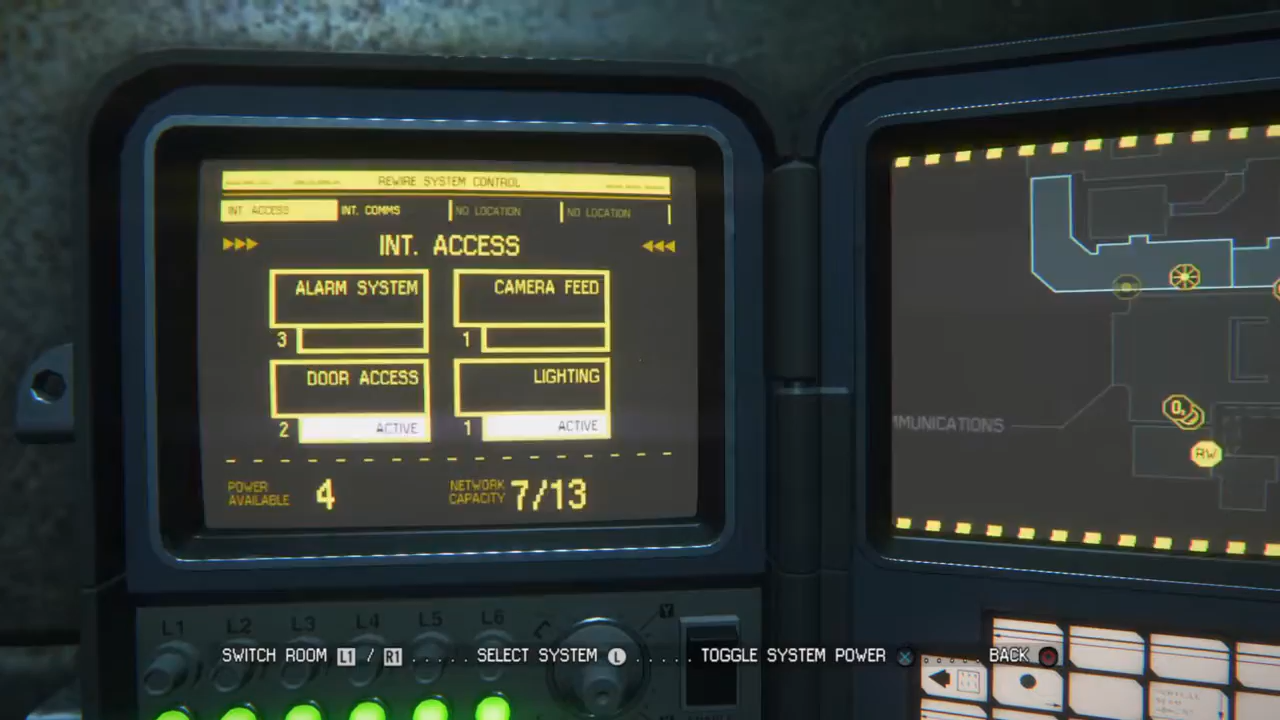 REWIRE SYSTEM CONTROL
INT. ACCESS INT. COMMS NO LOCATION NO LOCATION
INT. ACCESS
ALARM SYSTEM CAMERA FEED
3 1
DOOR ACCESS LIGHTING
2 ACTIVE 1 ACTIVE
POWER AVAILABLE 4 NETWORK CAPACITY 7/13
MMUNICATIONS
RW
L1 L2 L3 L4 L5 L6
SWITCH ROOM L1 / R1 ..... SELECT SYSTEM L ..... TOGGLE SYSTEM POWER ..... BACK